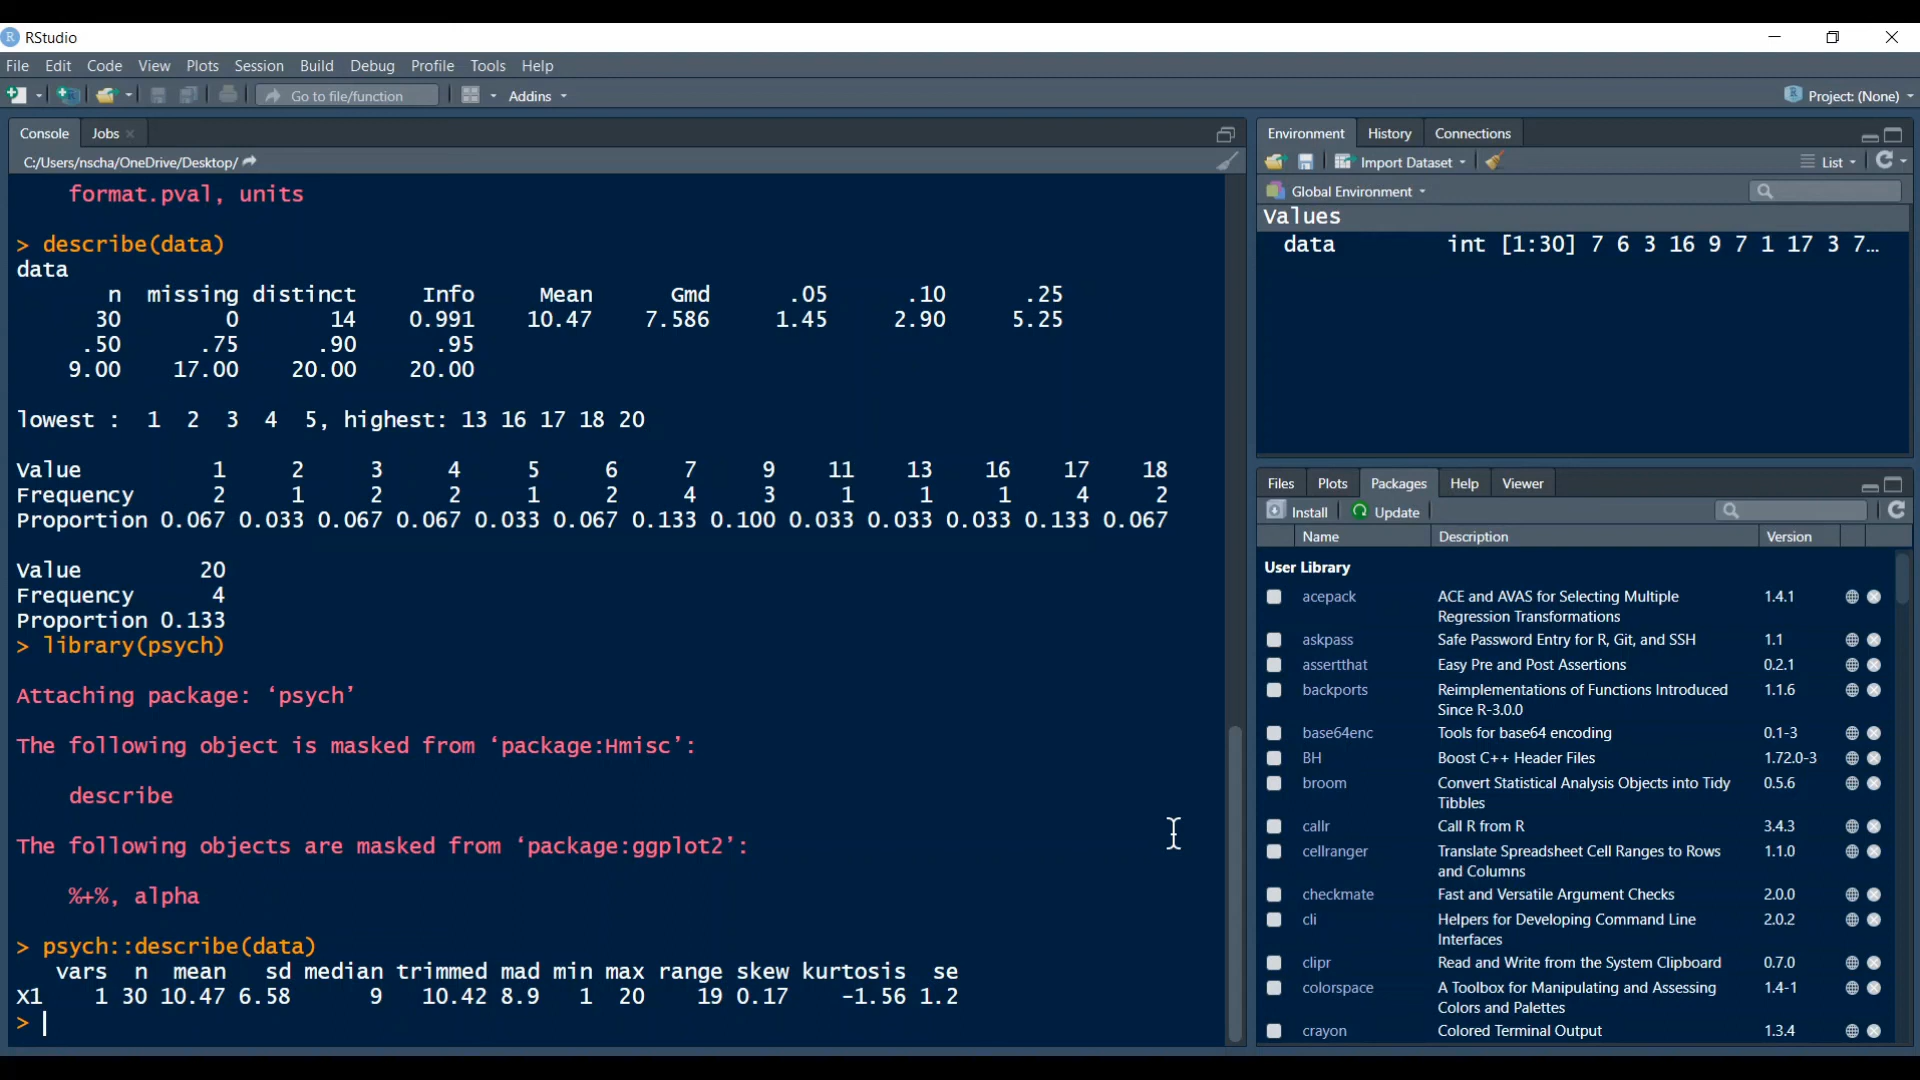 RStudio
File Edit Code View Plots Session Build Debug Profile Tools Help
Go to file/function Addins Project: (None)
Console Jobs
C:/Users/nscha/OneDrive/Desktop/
format.pval, units
> describe(data)
data
n missing distinct Info Mean Gmd .05 .10 .25
30 0 14 0.991 10.47 7.586 1.45 2.90 5.25
.50 .75 .90 .95
9.00 17.00 20.00 20.00
lowest : 1 2 3 4 5, highest: 13 16 17 18 20
Value 1 2 3 4 5 6 7 9 11 13 16 17 18
Frequency 2 1 2 2 1 2 4 3 1 1 1 4 2
Proportion 0.067 0.033 0.067 0.067 0.033 0.067 0.133 0.100 0.033 0.033 0.033 0.133 0.067
Value 20
Frequency 4
Proportion 0.133
> library(psych)
Attaching package: ‘psych’
The following object is masked from ‘package:Hmisc’:
describe
The following objects are masked from ‘package:ggplot2’:
%+%, alpha
> psych::describe(data)
vars n mean sd median trimmed mad min max range skew kurtosis se
X1 1 30 10.47 6.58 9 10.42 8.9 1 20 19 0.17 -1.56 1.2
>
Environment History Connections
Import Dataset List
Global Environment
Values
data int [1:30] 7 6 3 16 9 7 1 17 3 7…
Files Plots Packages Help Viewer
Install Update
Name Description Version
User Library
acepack ACE and AVAS for Selecting Multiple 1.4.1
Regression Transformations
askpass Safe Password Entry for R, Git, and SSH 1.1
assertthat Easy Pre and Post Assertions 0.2.1
backports Reimplementations of Functions Introduced 1.1.6
Since R-3.0.0
base64enc Tools for base64 encoding 0.1-3
BH Boost C++ Header Files 1.72.0-3
broom Convert Statistical Analysis Objects into Tidy 0.5.6
Tibbles
callr Call R from R 3.4.3
cellranger Translate Spreadsheet Cell Ranges to Rows 1.1.0
and Columns
checkmate Fast and Versatile Argument Checks 2.0.0
cli Helpers for Developing Command Line 2.0.2
Interfaces
clipr Read and Write from the System Clipboard 0.7.0
colorspace A Toolbox for Manipulating and Assessing 1.4-1
Colors and Palettes
crayon Colored Terminal Output 1.3.4